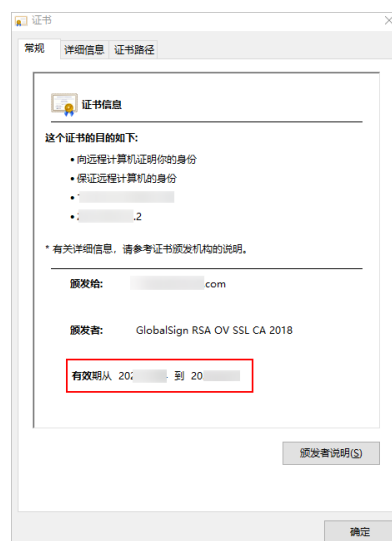 证书
常规 详细信息 证书路径
证书信息
这个证书的目的如下:
• 向远程计算机证明你的身份
• 保证远程计算机的身份
•
• .2
* 有关详细信息，请参考证书颁发机构的说明。
颁发给: .com
颁发者: GlobalSign RSA OV SSL CA 2018
有效期从 202 到 20
颁发者说明(S)
确定